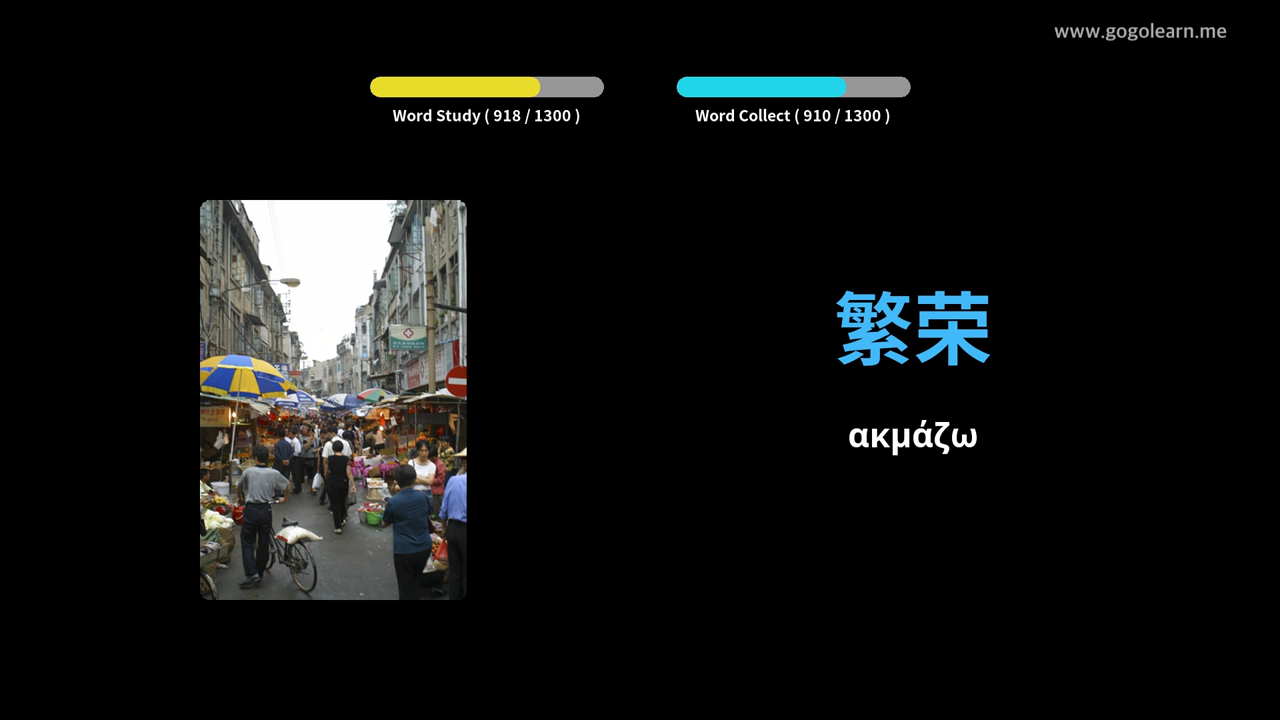 www.gogolearn.me
Word Study ( 918 / 1300 )
Word Collect ( 910 / 1300 )
繁荣
ακμάζω